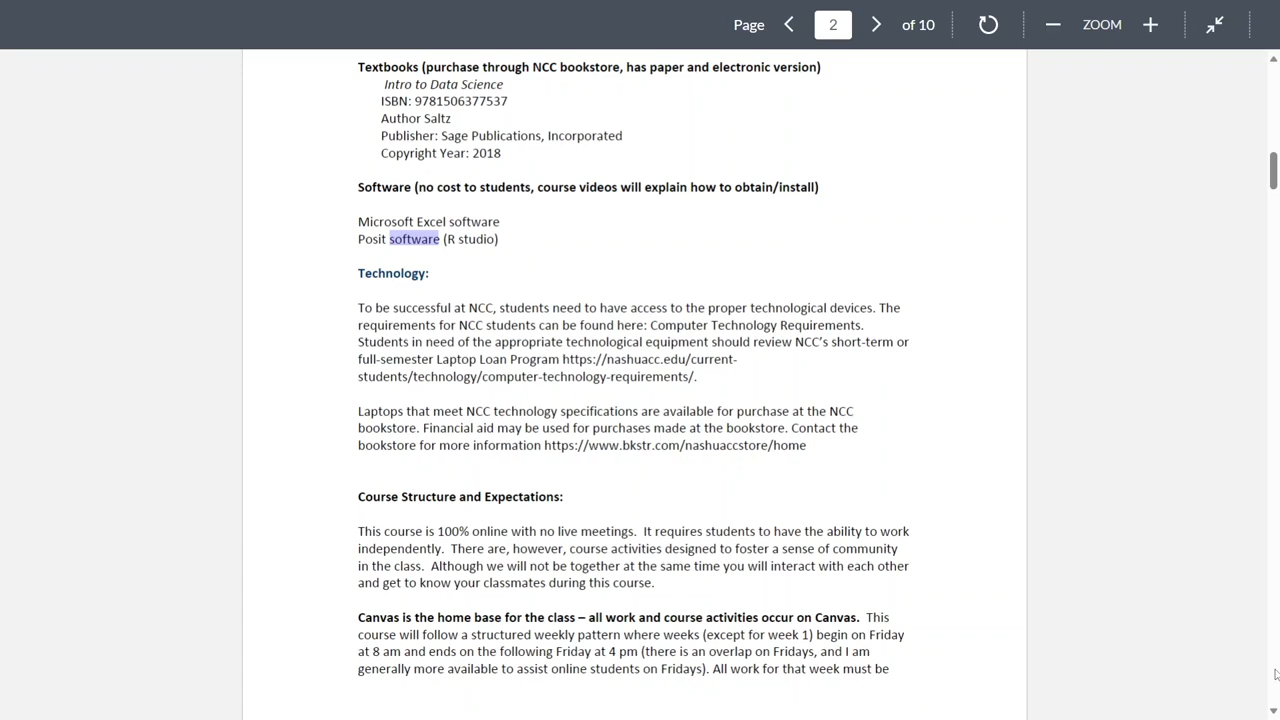 Page 2 of 10 ZOOM
Textbooks (purchase through NCC bookstore, has paper and electronic version)
Intro to Data Science
ISBN: 9781506377537
Author Saltz
Publisher: Sage Publications, Incorporated
Copyright Year: 2018
Software (no cost to students, course videos will explain how to obtain/install)
Microsoft Excel software
Posit software (R studio)
Technology:
To be successful at NCC, students need to have access to the proper technological devices. The
requirements for NCC students can be found here: Computer Technology Requirements.
Students in need of the appropriate technological equipment should review NCC’s short-term or
full-semester Laptop Loan Program https://nashuacc.edu/current-
students/technology/computer-technology-requirements/.
Laptops that meet NCC technology specifications are available for purchase at the NCC
bookstore. Financial aid may be used for purchases made at the bookstore. Contact the
bookstore for more information https://www.bkstr.com/nashuaccstore/home
Course Structure and Expectations:
This course is 100% online with no live meetings.  It requires students to have the ability to work
independently.  There are, however, course activities designed to foster a sense of community
in the class.  Although we will not be together at the same time you will interact with each other
and get to know your classmates during this course.
Canvas is the home base for the class – all work and course activities occur on Canvas.  This
course will follow a structured weekly pattern where weeks (except for week 1) begin on Friday
at 8 am and ends on the following Friday at 4 pm (there is an overlap on Fridays, and I am
generally more available to assist online students on Fridays). All work for that week must be